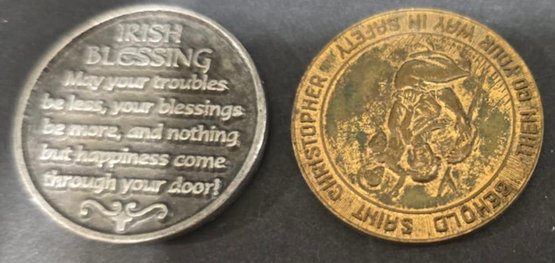 IRISH
BLESSING
May your troubles
be less, your blessings
be more, and nothing
but happiness come
through your door!
BEHOLD SAINT CHRISTOPHER THEN GO YOUR WAY IN SAFETY